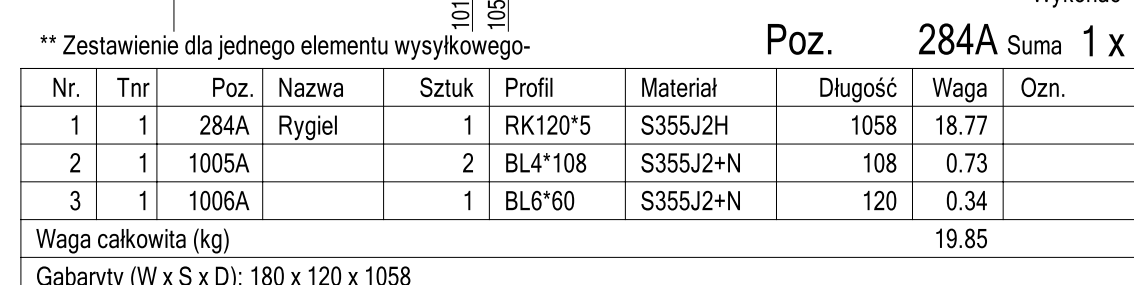 101
105
** Zestawienie dla jednego elementu wysyłkowego-
Poz. 284A Suma 1 x
Nr. Tnr Poz. Nazwa Sztuk Profil Materiał Długość Waga Ozn.
1 1 284A Rygiel 1 RK120*5 S355J2H 1058 18.77
2 1 1005A 2 BL4*108 S355J2+N 108 0.73
3 1 1006A 1 BL6*60 S355J2+N 120 0.34
Waga całkowita (kg) 19.85
Gabaryty (W x S x D): 180 x 120 x 1058